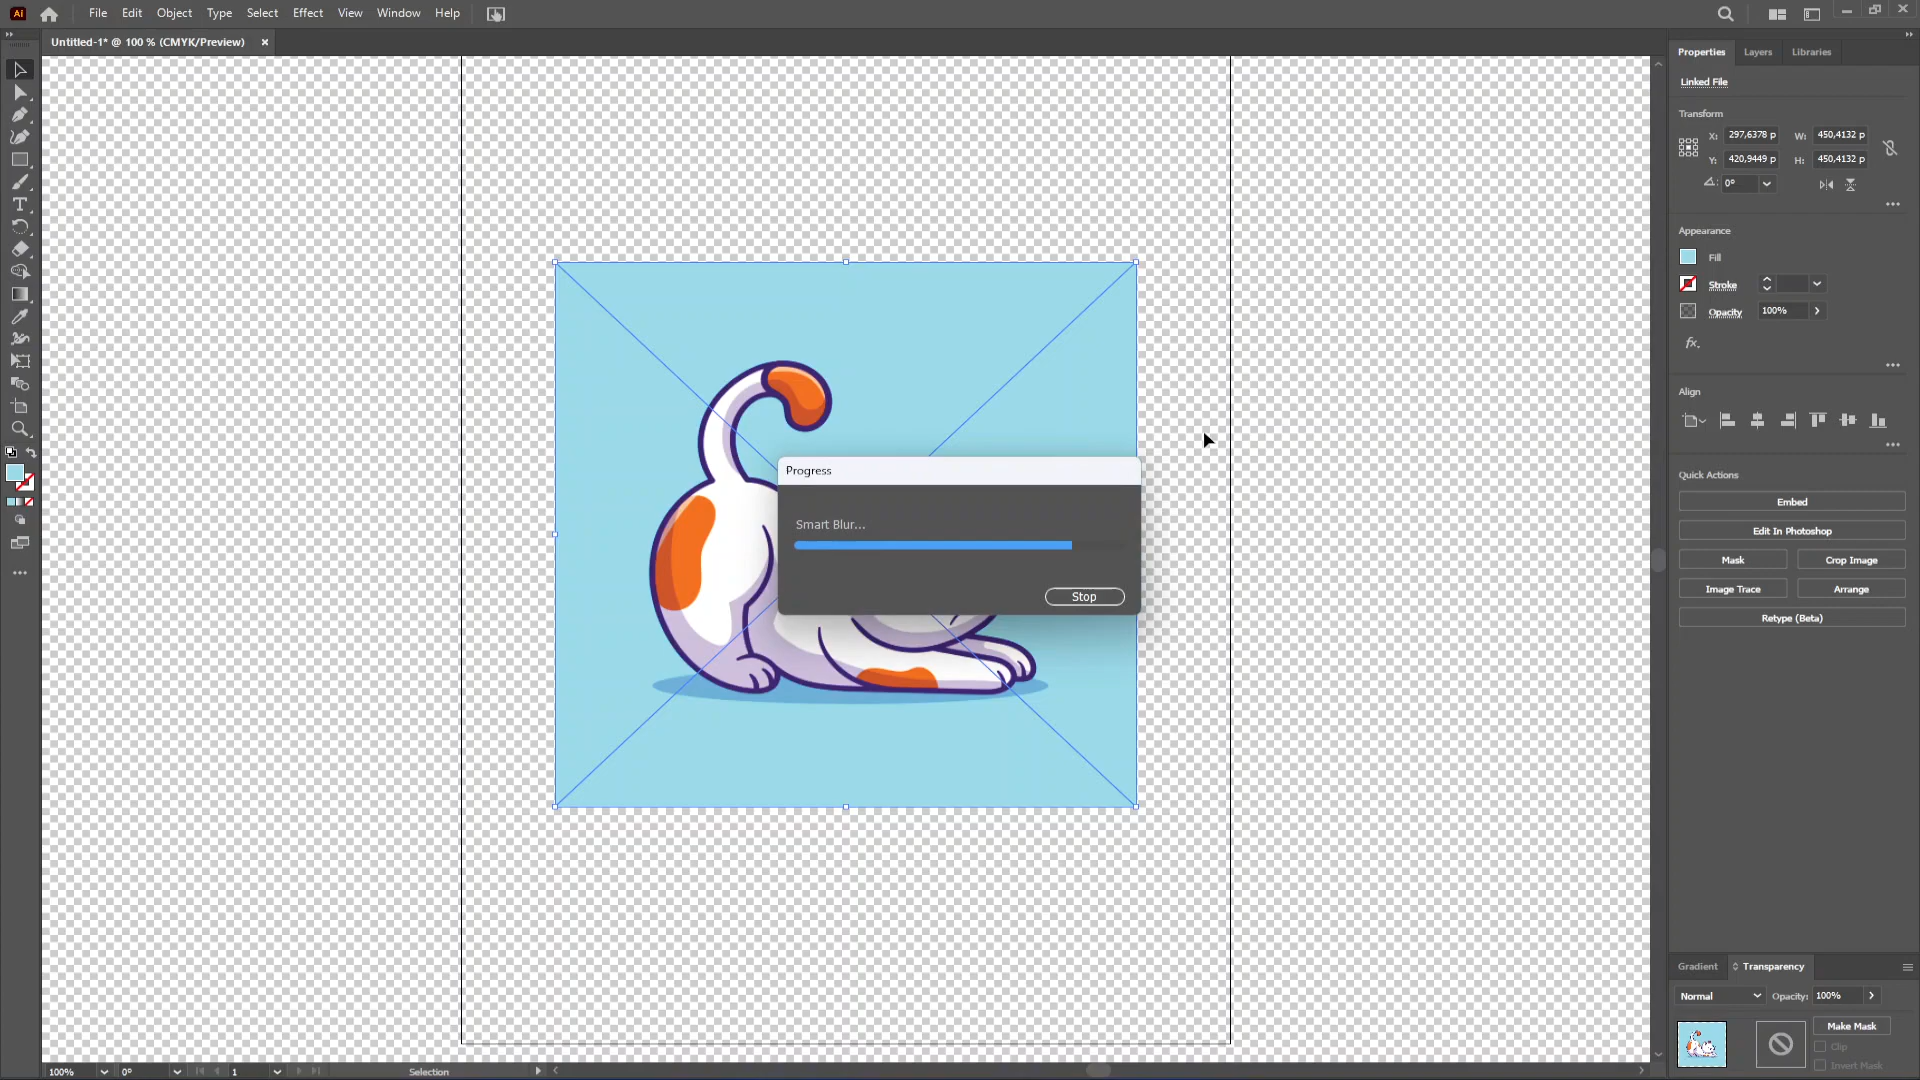 Ai File Edit Object Type Select Effect View Window Help
Untitled-1* @ 100 % (CMYK/Preview) ×
Properties Layers Libraries
Linked File
Transform
X: 297,6378 p W: 450,4132 p
Y: 420,9449 p H: 450,4132 p
0°
Appearance
Fill
Stroke
Opacity 100%
fx.
Align
Quick Actions
Embed
Edit In Photoshop
Mask Crop Image
Image Trace Arrange
Retype (Beta)
Progress
Smart Blur...
Stop
Gradient Transparency
Normal Opacity: 100%
Make Mask
Clip
Invert Mask
100% 0° 1 Selection